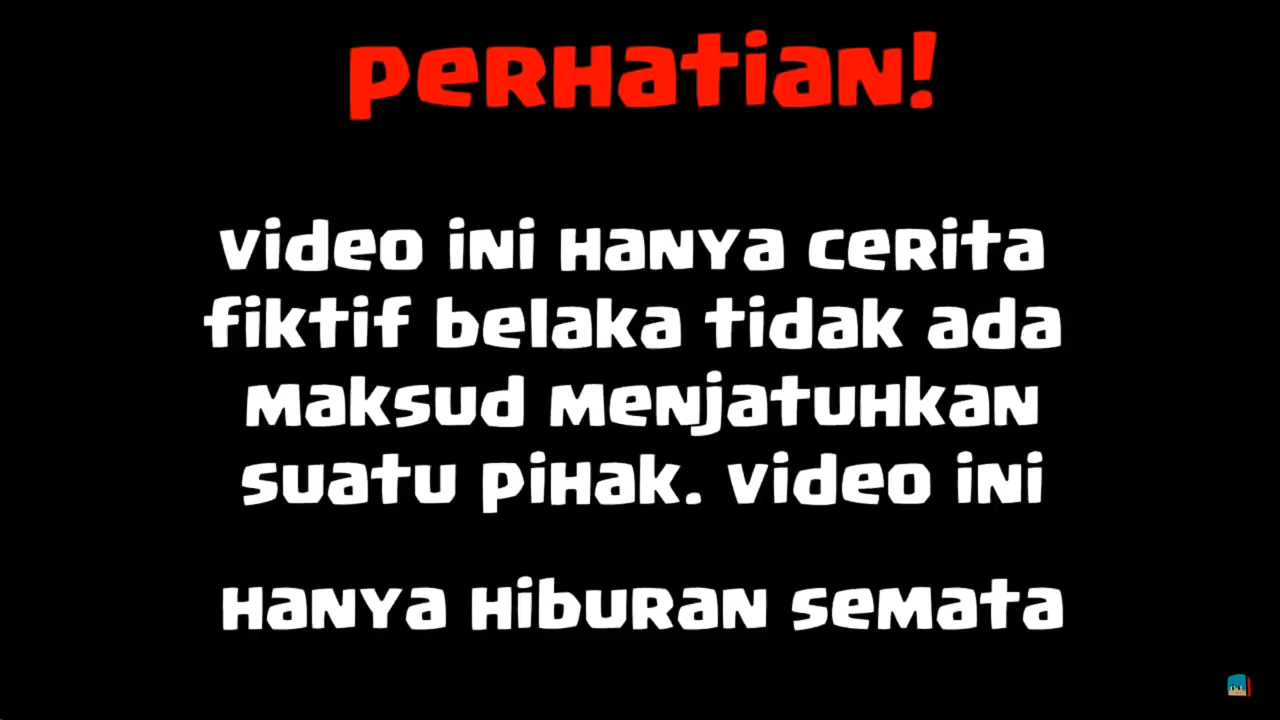 PERHATIAN!
VIDEO INI HANYA CERITA
FIKTIF BELAKA TIDAK ADA
MAKSUD MENJATUHKAN
SUATU PIHAK. VIDEO INI
HANYA HIBURAN SEMATA